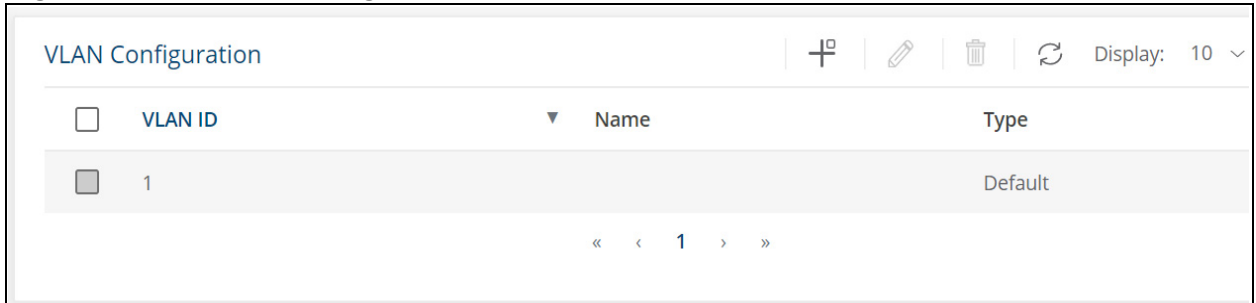 VLAN Configuration Display: 10
VLAN ID Name Type
1 Default
« ‹ 1 › »